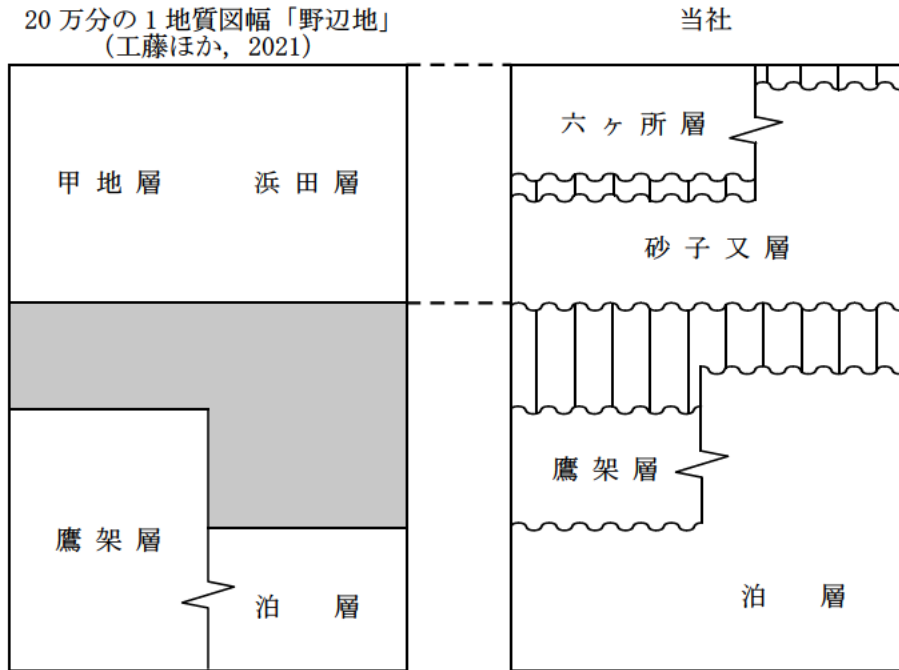 20万分の1地質図幅「野辺地」
(工藤ほか, 2021)
当社
六ヶ所層
甲地層
浜田層
砂子又層
鷹架層
鷹架層
泊層
泊層